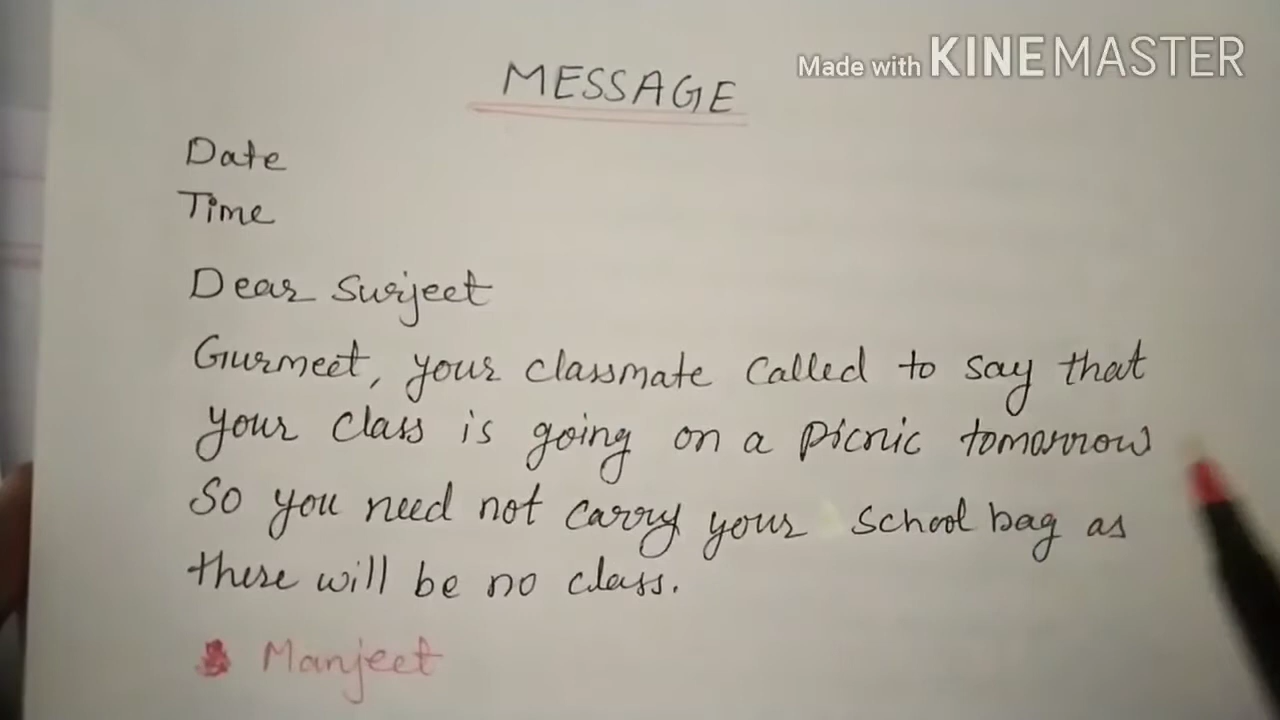 Made with KINEMASTER
MESSAGE
Date
Time
Dear Surjeet
Gurmeet, your classmate called to say that
your class is going on a picnic tomorrow
So you need not carry your school bag as
there will be no class.
Manjeet